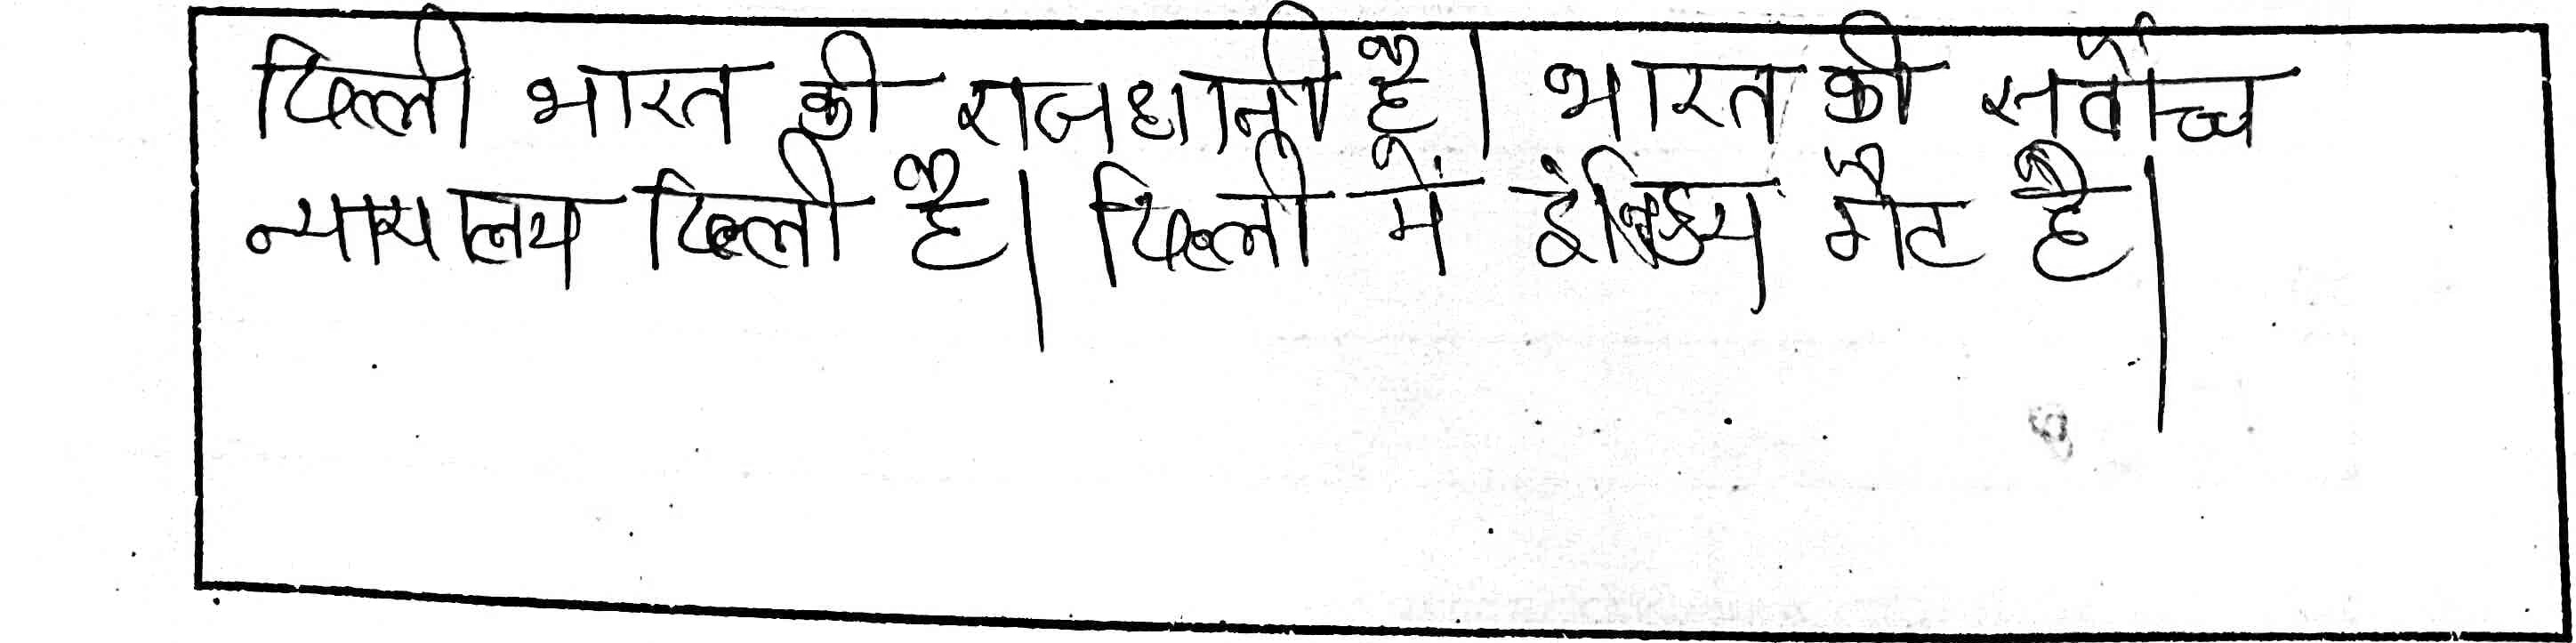 दिल्ली भारत की राजधानी है। भारत की सर्वोच्च
न्यायालय दिल्ली है। दिल्ली में इंडिया गैट है।